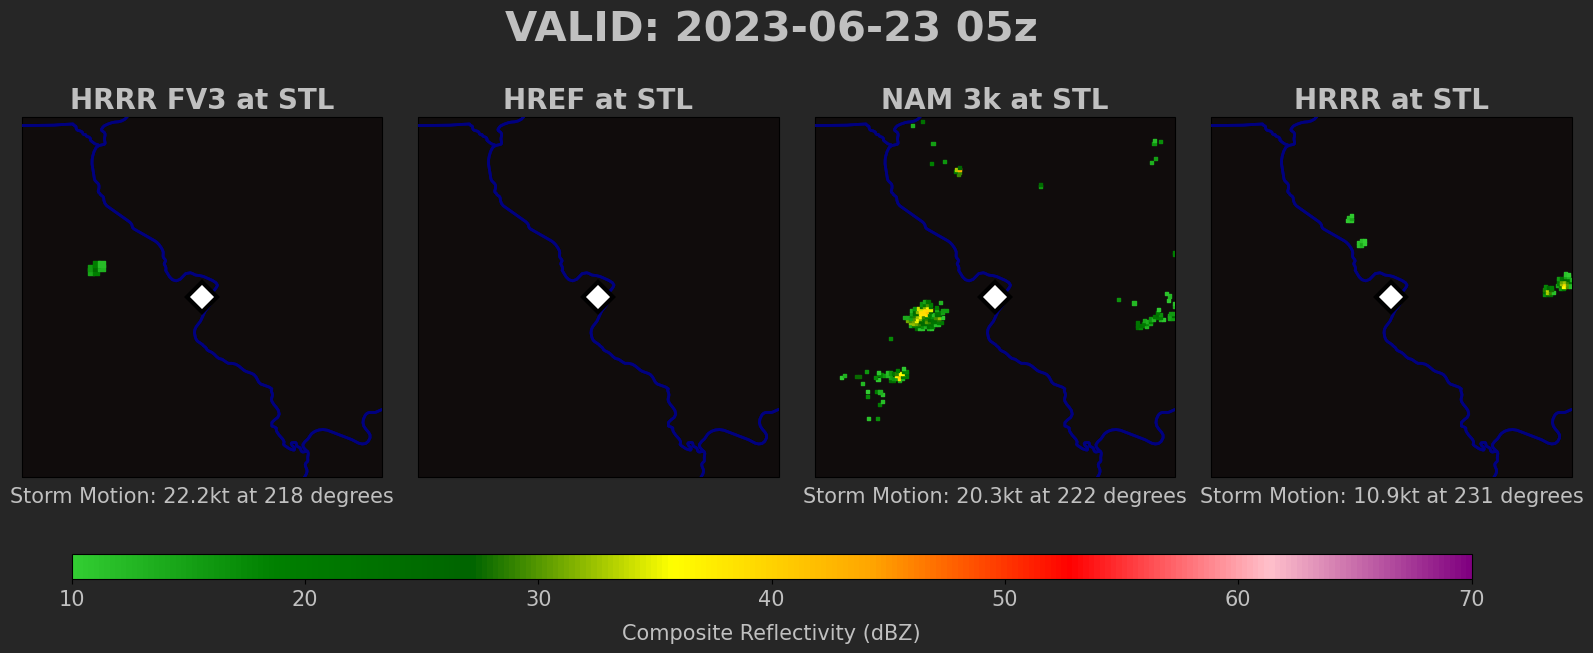 VALID: 2023-06-23 05z
HRRR FV3 at STL
HREF at STL
NAM 3k at STL
HRRR at STL
Storm Motion: 22.2kt at 218 degrees
Storm Motion: 20.3kt at 222 degrees
Storm Motion: 10.9kt at 231 degrees
10 20 30 40 50 60 70
Composite Reflectivity (dBZ)